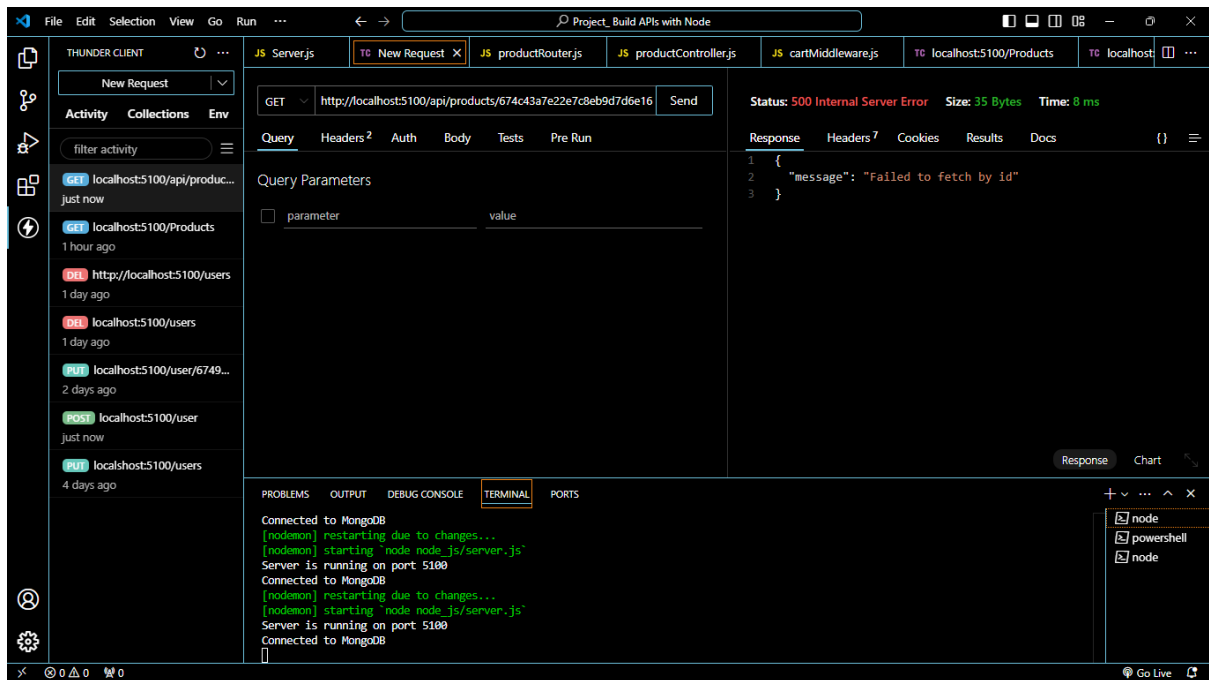 File Edit Selection View Go Run ··· ← → Project_ Build APIs with Node
THUNDER CLIENT ···
New Request
Activity Collections Env
filter activity
GET localhost:5100/api/produc...
just now
GET localhost:5100/Products
1 hour ago
DEL htt:p//localhost:5100/users
1 day ago
DEL localhost:5100/users
1 day ago
PUT localhost:5100/user/6749...
2 days ago
POST localhost:5100/user
just now
PUT localshost:5100/users
4 days ago
JS Server.js TC New Request × JS productRouter.js JS productController.js JS cartMiddleware.js TC localhost:5100/Products TC localhost: ···
GET http://localhost:5100/api/products/674c43a7e22e7c8eb9d7d6e16 Send
Query Headers 2 Auth Body Tests Pre Run
Query Parameters
parameter value
Status: 500 Internal Server Error Size: 35 Bytes Time: 8 ms
Response Headers 7 Cookies Results Docs {}
1 {
2 "message": "Failed to fetch by id"
3 }
Response Chart
PROBLEMS OUTPUT DEBUG CONSOLE TERMINAL PORTS
Connected to MongoDB
[nodemon] restarting due to changes...
[nodemon] starting `node node_js/server.js`
Server is running on port 5100
Connected to MongoDB
[nodemon] restarting due to changes...
[nodemon] starting `node node_js/server.js`
Server is running on port 5100
Connected to MongoDB
node
powershell
node
0 0 0 Go Live